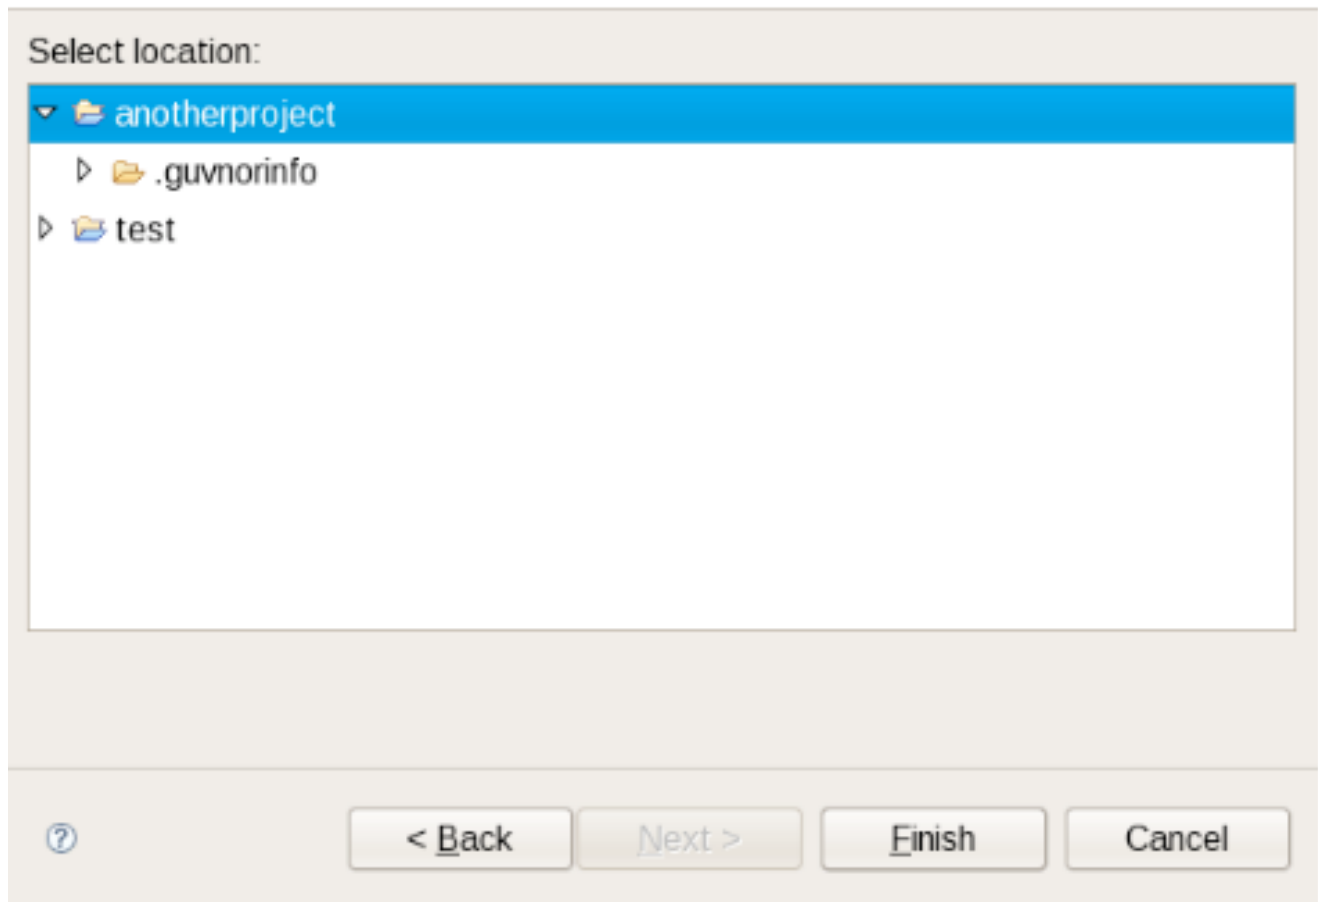 Select location:
anotherproject
.guvnorinfo
test
? < Back Next > Finish Cancel